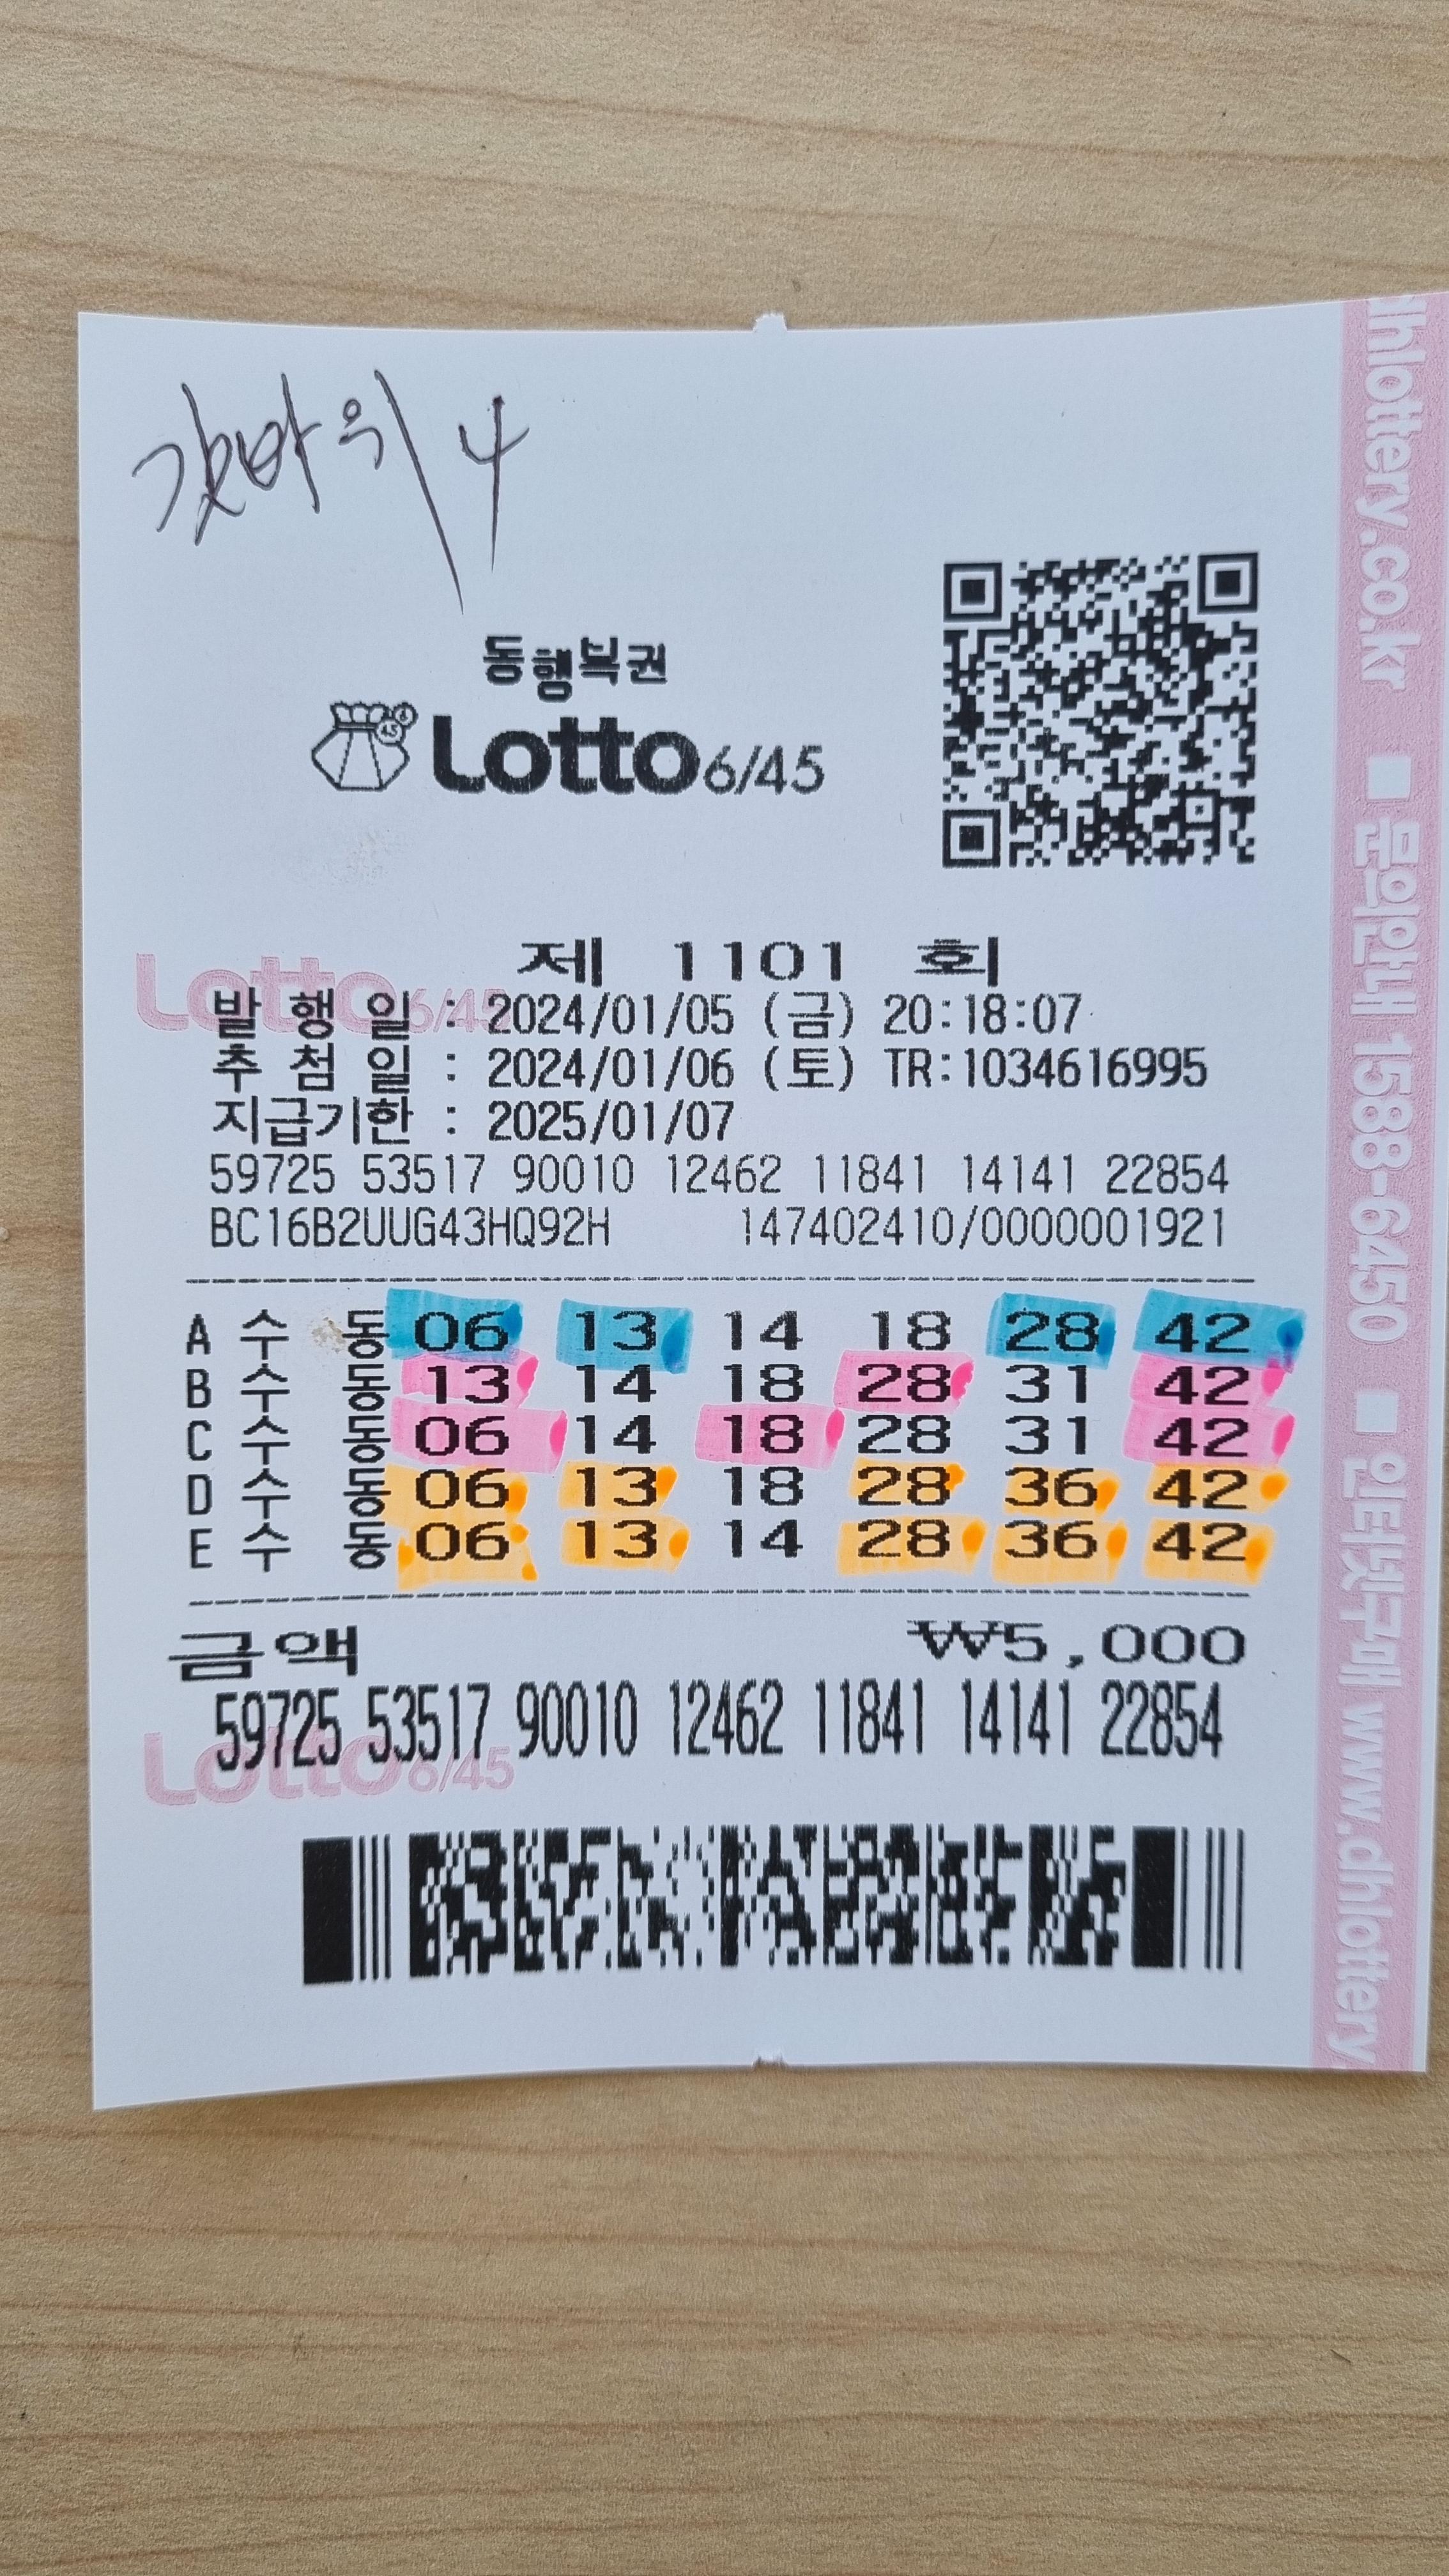 갓바위 4
동행복권
Lotto 6/45
제 1101 회
Lotto 6/45
발 행 일 : 2024/01/05 (금) 20:18:07
추 첨 일 : 2024/01/06 (토) TR:1034616995
지급기한 : 2025/01/07
59725 53517 90010 12462 11841 14141 22854
BC16B2UUG43HQ92H 147402410/0000001921
A 수 동 06 13 14 18 28 42
B 수 동 13 14 18 28 31 42
C 수 동 06 14 18 28 31 42
D 수 동 06 13 18 28 36 42
E 수 동 06 13 14 28 36 42
금액 ₩5,000
59725 53517 90010 12462 11841 14141 22854
Lotto 6/45
dhlottery.co.kr ■ 문의안내 1588-6450 ■ 인터넷구매 www.dhlottery.